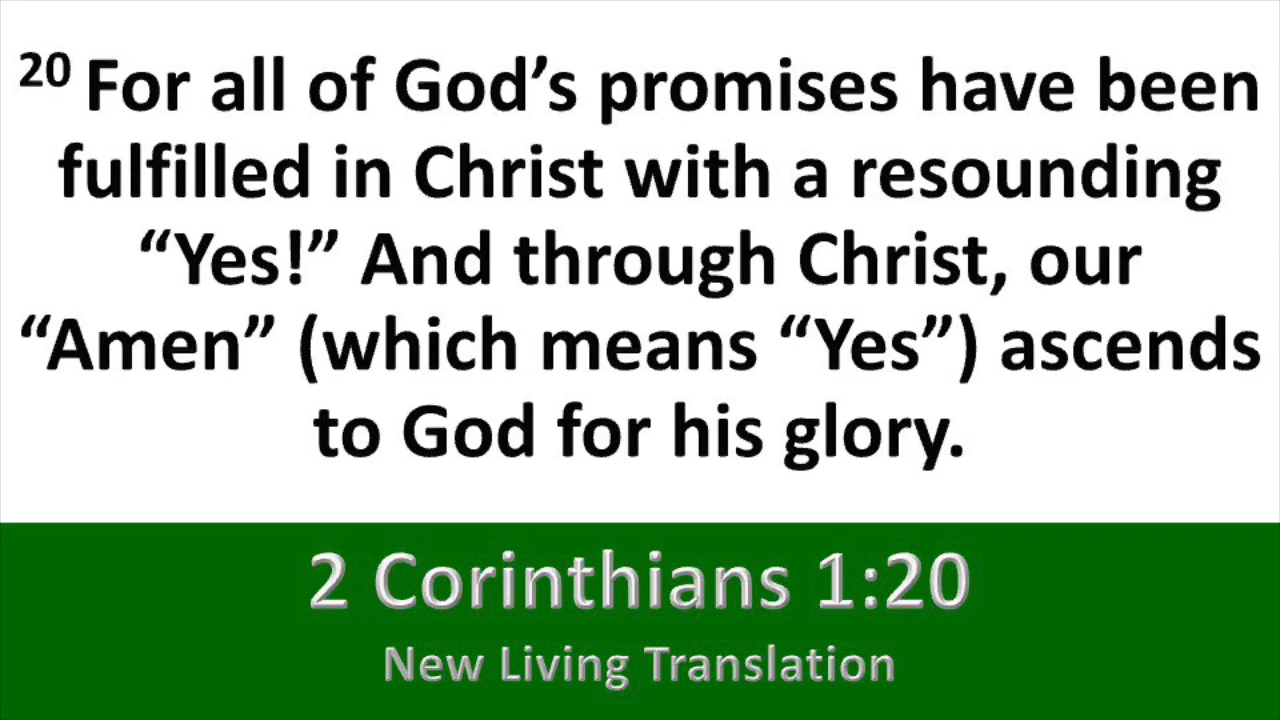 20 For all of God’s promises have been
fulfilled in Christ with a resounding
“Yes!” And through Christ, our
“Amen” (which means “Yes”) ascends
to God for his glory.
2 Corinthians 1:20
New Living Translation